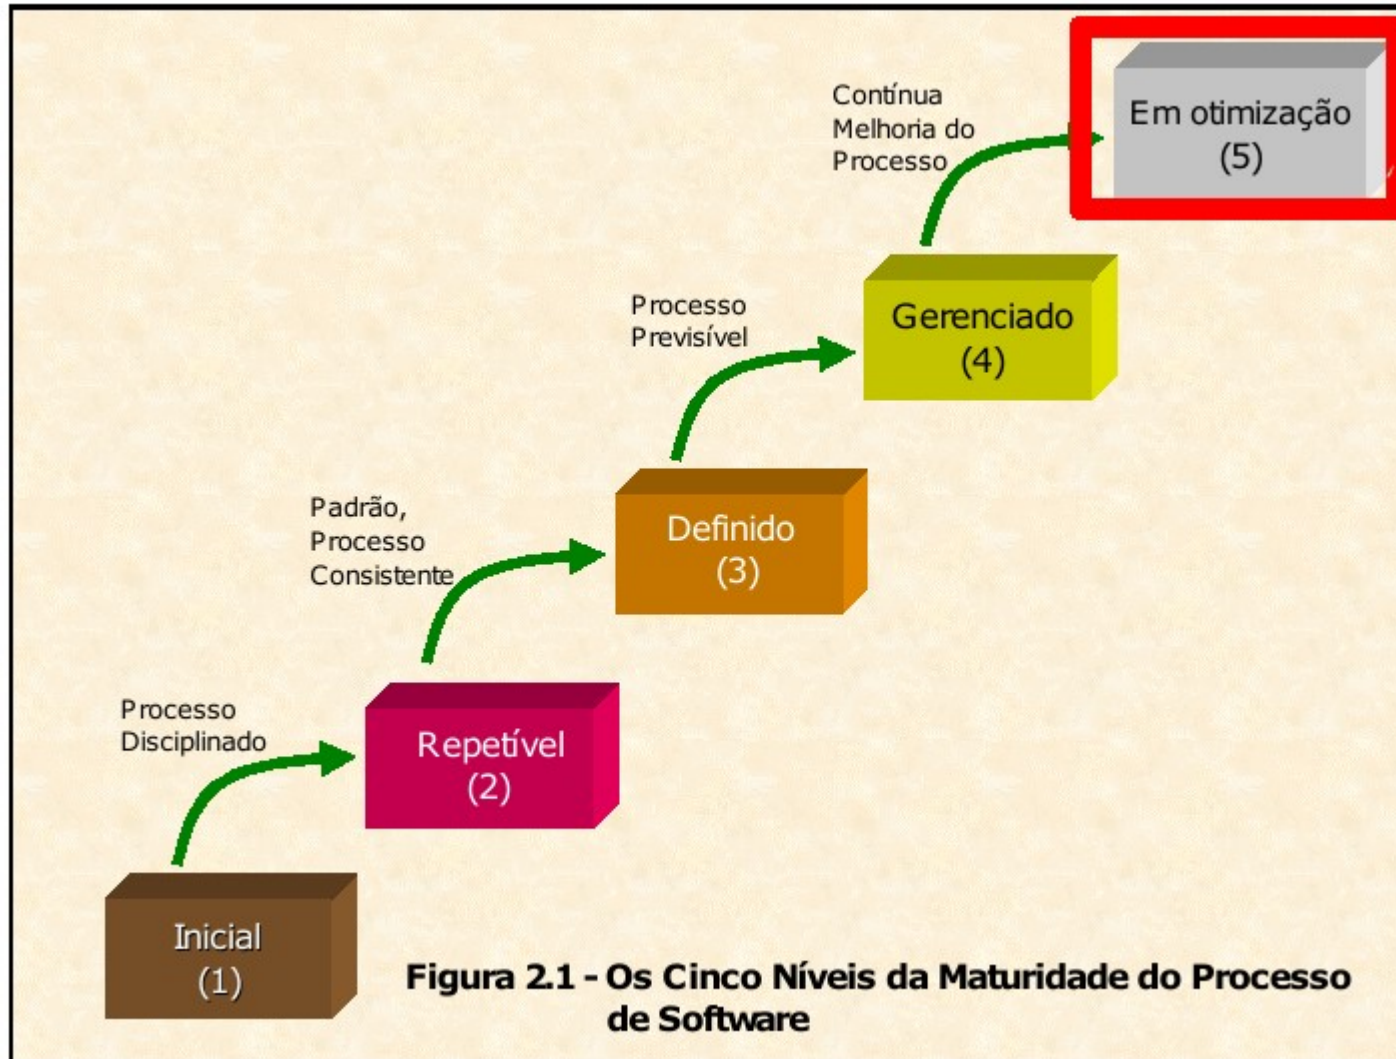 Contínua
Melhoria do
Processo
Em otimização
(5)
Processo
Previsível
Gerenciado
(4)
Padrão,
Processo
Consistente
Definido
(3)
Processo
Disciplinado
Repetível
(2)
Inicial
(1)
Figura 2.1 - Os Cinco Níveis da Maturidade do Processo
de Software